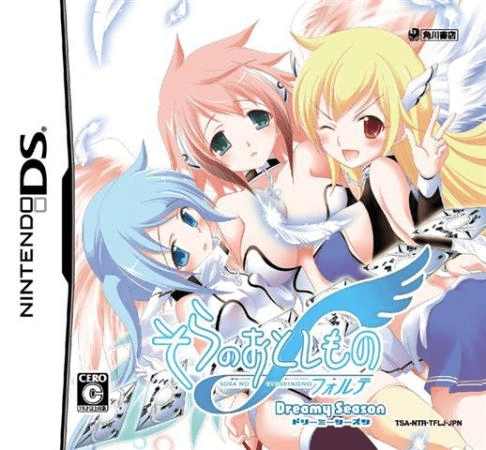 角川書店
NINTENDO DS
そらのおとしもの
SORA NO OTOSHIMONO
フォルテ
Dreamy Season
ドリーミーシーズン
CERO
C
TSA-NTR-TFLJ-JPN